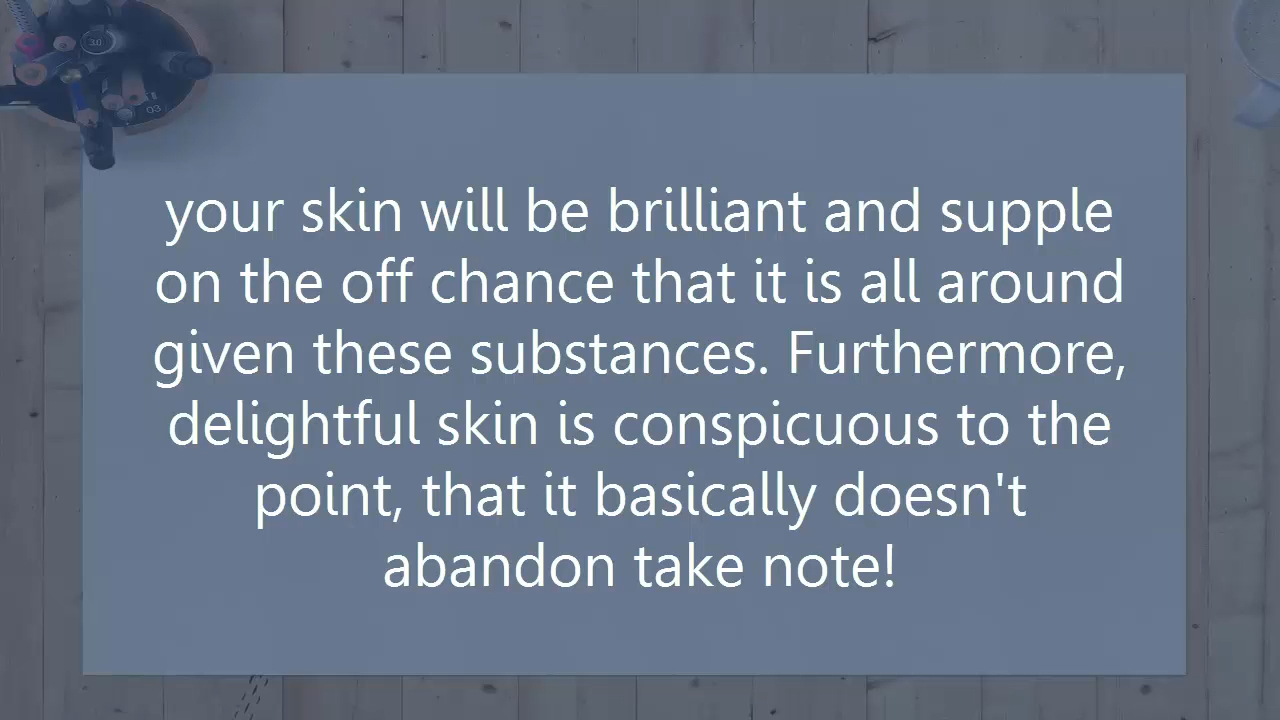 your skin will be brilliant and supple
on the off chance that it is all around
given these substances. Furthermore,
delightful skin is conspicuous to the
point, that it basically doesn't
abandon take note!